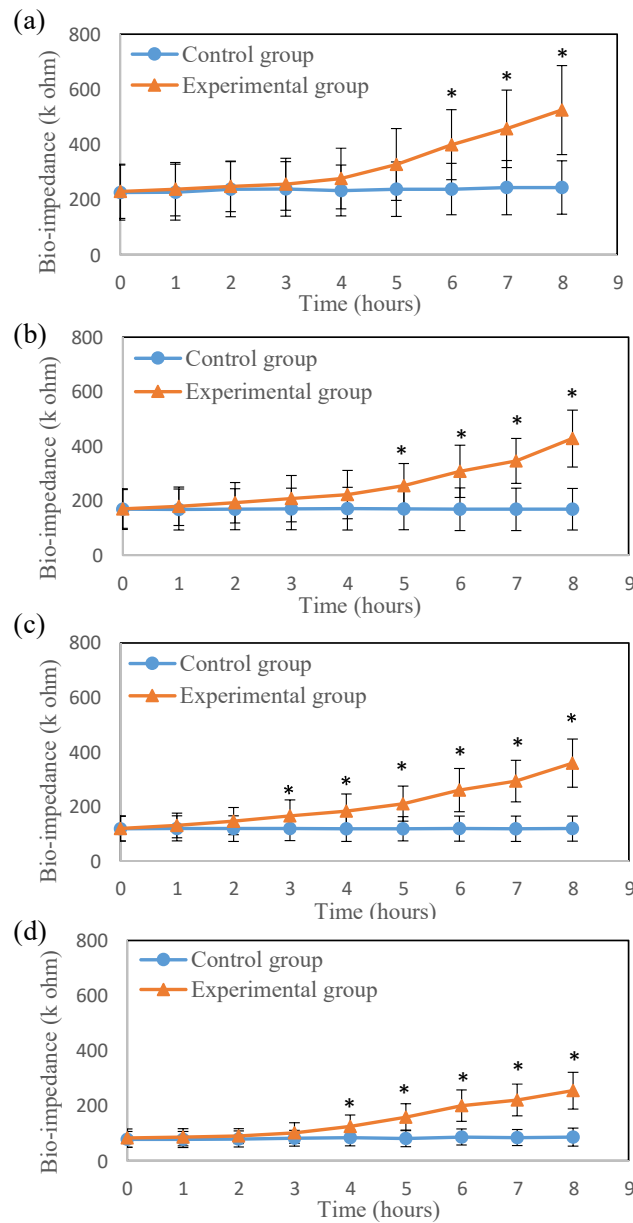 (a)
800
600
400
200
0
Bio-impedance (k ohm)
Control group
Experimental group
* * *
0 1 2 3 4 5 6 7 8 9
Time (hours)
(b)
800
600
400
200
0
Bio-impedance (k ohm)
Control group
Experimental group
* * * *
0 1 2 3 4 5 6 7 8 9
Time (hours)
(c)
800
600
400
200
0
Bio-impedance (k ohm)
Control group
Experimental group
* * * * * *
0 1 2 3 4 5 6 7 8 9
Time (hours)
(d)
800
600
400
200
0
Bio-impedance (k ohm)
Control group
Experimental group
* * * * *
0 1 2 3 4 5 6 7 8 9
Time (hours)